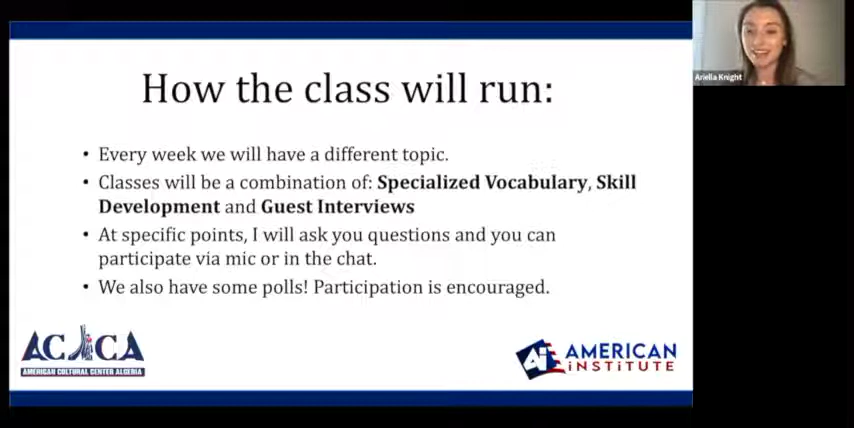 How the class will run:
Ariella Knight
• Every week we will have a different topic.
• Classes will be a combination of: Specialized Vocabulary, Skill
Development and Guest Interviews
• At specific points, I will ask you questions and you can
participate via mic or in the chat.
• We also have some polls! Participation is encouraged.
ACCA
AMERICAN CULTURAL CENTER ALGERIA
Ai AMERICAN
INSTITUTE